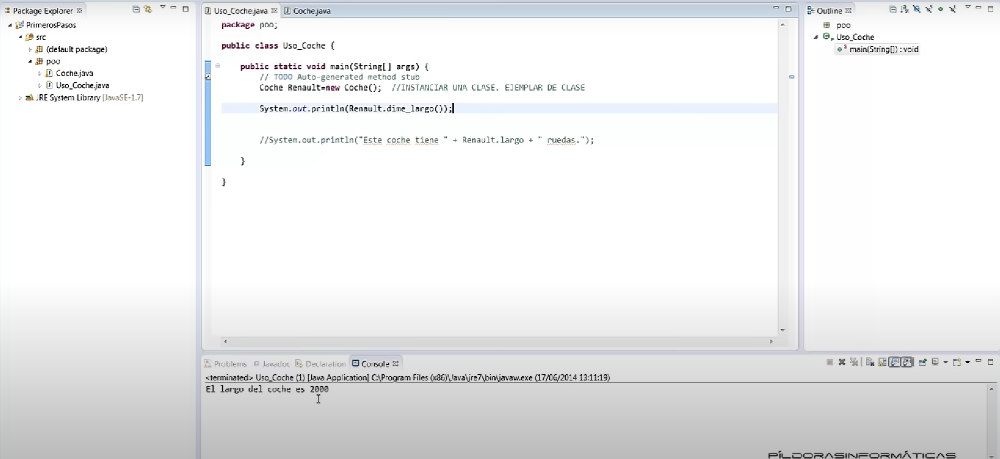 Package Explorer
PrimerosPasos
src
(default package)
poo
Coche.java
Uso_Coche.java
JRE System Library [JavaSE-1.7]
Uso_Coche.java
Coche.java
package poo;
public class Uso_Coche {
public static void main(String[] args) {
// TODO Auto-generated method stub
Coche Renault=new Coche();  //INSTANCIAR UNA CLASE. EJEMPLAR DE CLASE
System.out.println(Renault.dime_largo());
//System.out.println("Este coche tiene " + Renault.largo + " ruedas.");
}
}
Outline
poo
Uso_Coche
main(String[]) : void
Problems
@ Javadoc
Declaration
Console
<terminated> Uso_Coche (1) [Java Application] C:\Program Files (x86)\Java\jre7\bin\javaw.exe (17/06/2014 13:11:19)
El largo del coche es 2000
PÍLDORASINFORMÁTICAS